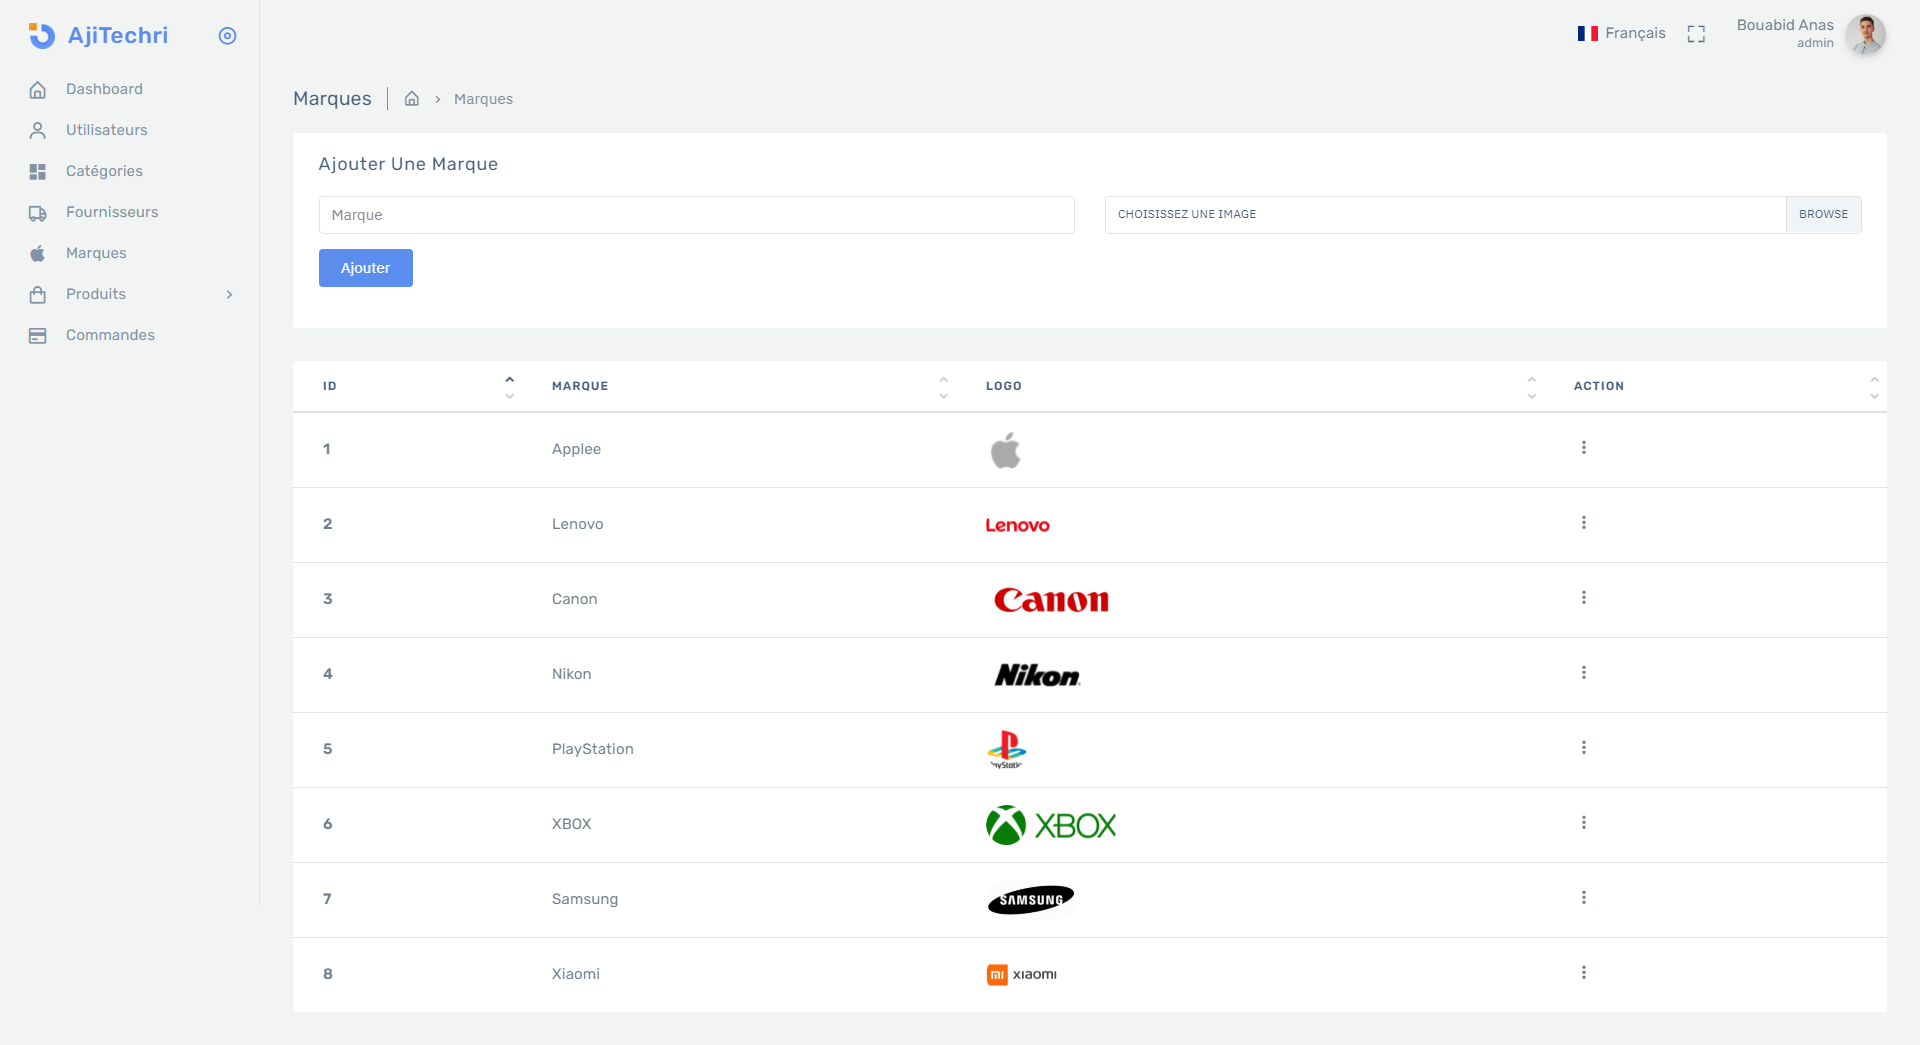 AjiTechri
Dashboard
Utilisateurs
Catégories
Fournisseurs
Marques
Produits
Commandes
Français
Bouabid Anas
admin
Marques
Marques
Ajouter Une Marque
Marque
CHOISISSEZ UNE IMAGE
BROWSE
Ajouter
ID MARQUE LOGO ACTION
1 Applee
2 Lenovo Lenovo
3 Canon Canon
4 Nikon Nikon
5 PlayStation
6 XBOX XBOX
7 Samsung SAMSUNG
8 Xiaomi mi xiaomi